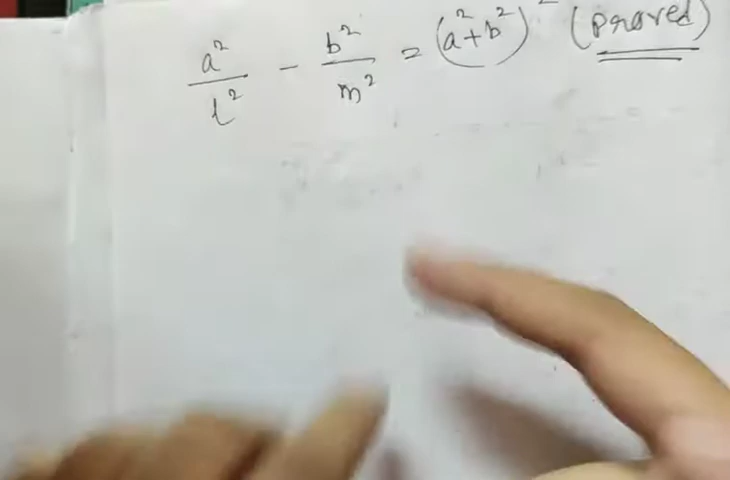 a²/l² - b²/m² = (a²+b²)² (Proved)